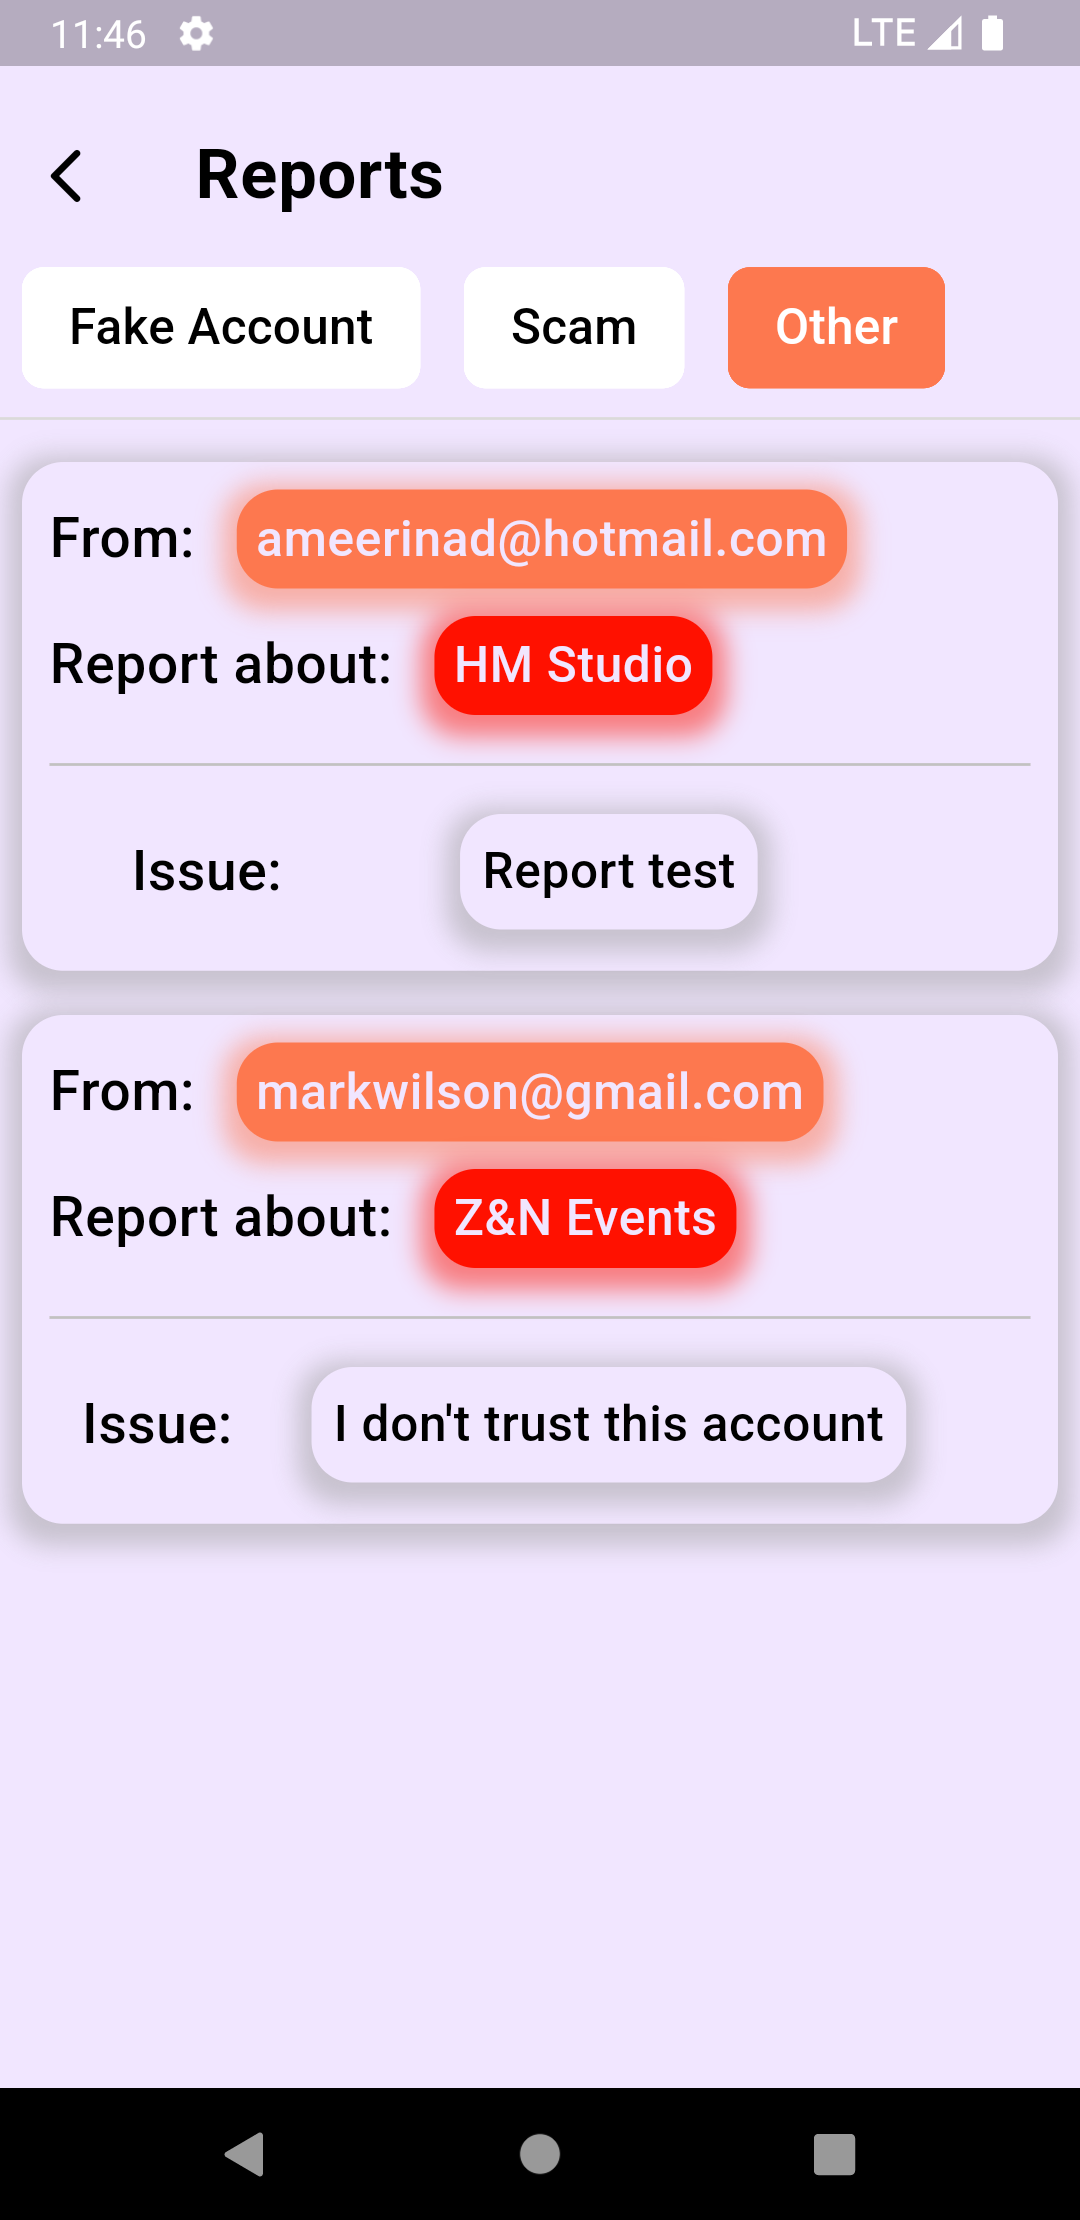 11:46 LTE
Reports
Fake Account Scam Other
From: ameerinad@hotmail.com
Report about: HM Studio
Issue: Report test
From: markwilson@gmail.com
Report about: Z&N Events
Issue: I don't trust this account